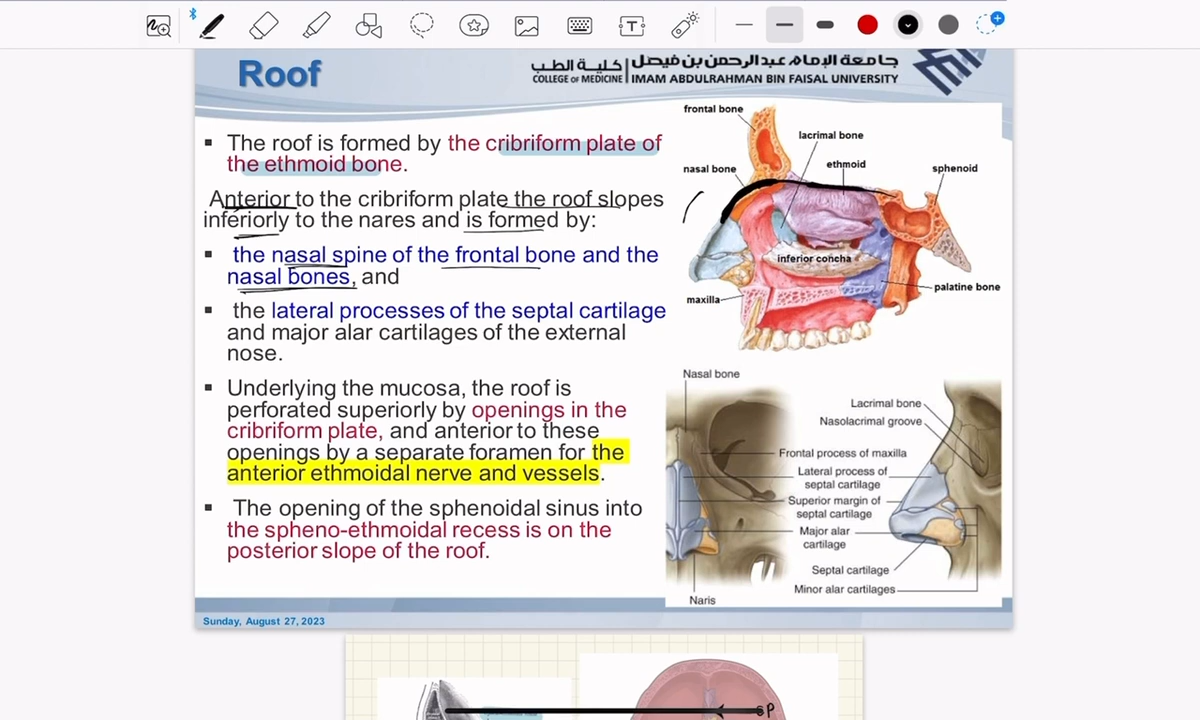 Roof
كلية الطب | جامعة الإمام عبدالرحمن بن فيصل
COLLEGE OF MEDICINE | IMAM ABDULRAHMAN BIN FAISAL UNIVERSITY
▪ The roof is formed by the cribriform plate of
the ethmoid bone.
Anterior to the cribriform plate the roof slopes
inferiorly to the nares and is formed by:
▪ the nasal spine of the frontal bone and the
nasal bones, and
▪ the lateral processes of the septal cartilage
and major alar cartilages of the external
nose.
▪ Underlying the mucosa, the roof is
perforated superiorly by openings in the
cribriform plate, and anterior to these
openings by a separate foramen for the
anterior ethmoidal nerve and vessels.
▪ The opening of the sphenoidal sinus into
the spheno-ethmoidal recess is on the
posterior slope of the roof.
frontal bone
lacrimal bone
nasal bone
ethmoid
sphenoid
inferior concha
palatine bone
maxilla
Nasal bone
Lacrimal bone
Nasolacrimal groove
Frontal process of maxilla
Lateral process of
septal cartilage
Superior margin of
septal cartilage
Major alar
cartilage
Septal cartilage
Minor alar cartilages
Naris
Sunday, August 27, 2023
SP